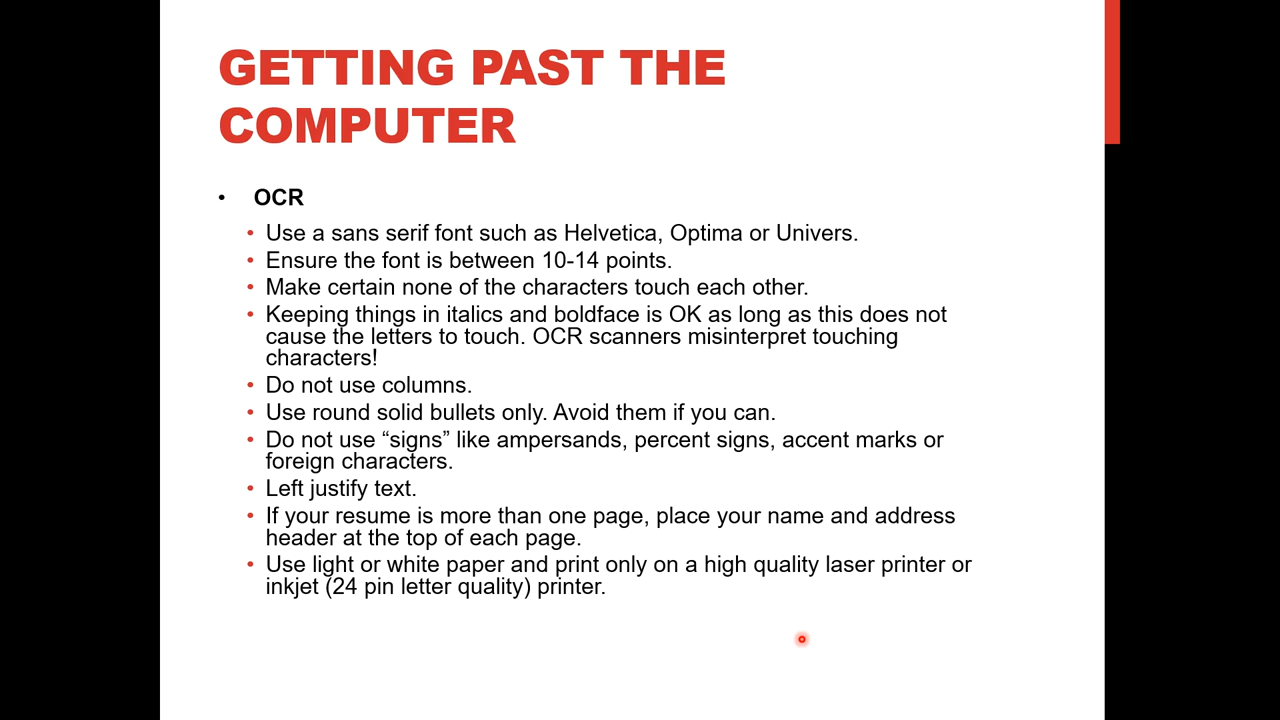 GETTING PAST THE
COMPUTER
• OCR
• Use a sans serif font such as Helvetica, Optima or Univers.
• Ensure the font is between 10-14 points.
• Make certain none of the characters touch each other.
• Keeping things in italics and boldface is OK as long as this does not
cause the letters to touch. OCR scanners misinterpret touching
characters!
• Do not use columns.
• Use round solid bullets only. Avoid them if you can.
• Do not use “signs” like ampersands, percent signs, accent marks or
foreign characters.
• Left justify text.
• If your resume is more than one page, place your name and address
header at the top of each page.
• Use light or white paper and print only on a high quality laser printer or
inkjet (24 pin letter quality) printer.